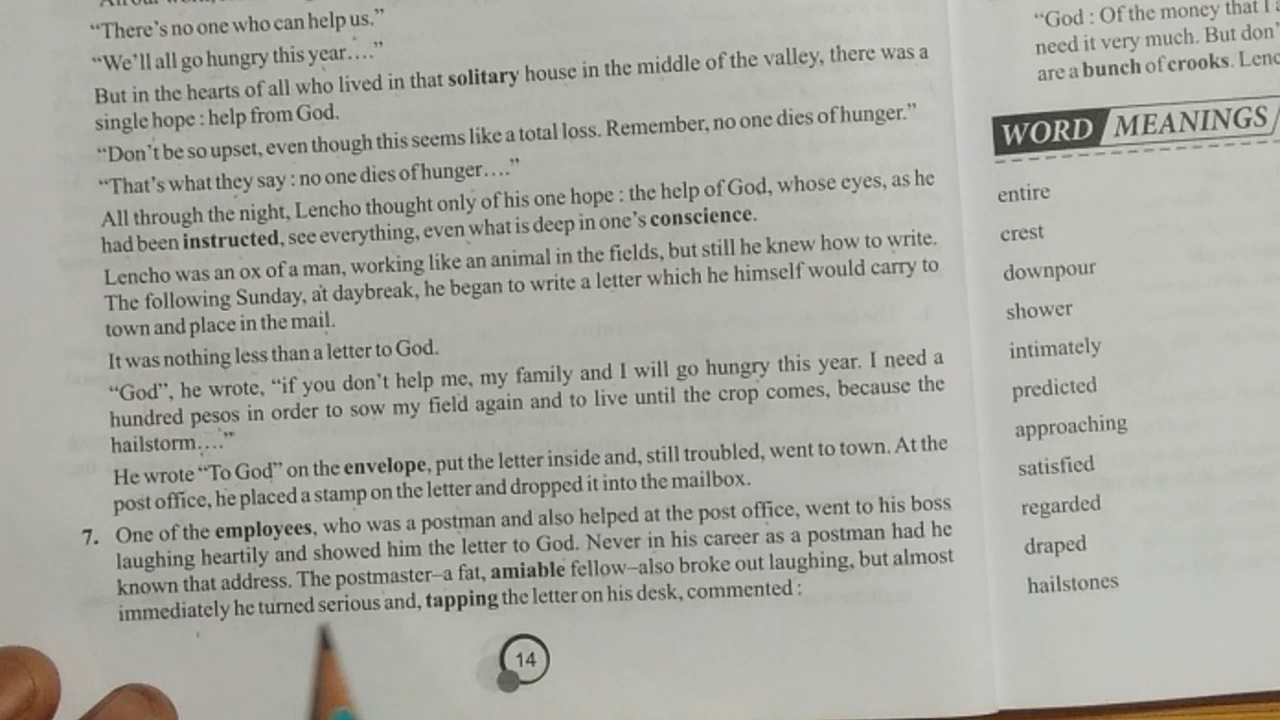 “There’s no one who can help us.”
“We’ll all go hungry this year....”
But in the hearts of all who lived in that solitary house in the middle of the valley, there was a
single hope : help from God.
“Don’t be so upset, even though this seems like a total loss. Remember, no one dies of hunger.”
“That’s what they say : no one dies of hunger....”
All through the night, Lencho thought only of his one hope : the help of God, whose eyes, as he
had been instructed, see everything, even what is deep in one’s conscience.
Lencho was an ox of a man, working like an animal in the fields, but still he knew how to write.
The following Sunday, at daybreak, he began to write a letter which he himself would carry to
town and place in the mail.
It was nothing less than a letter to God.
“God”, he wrote, “if you don’t help me, my family and I will go hungry this year. I need a
hundred pesos in order to sow my field again and to live until the crop comes, because the
hailstorm....”
He wrote “To God” on the envelope, put the letter inside and, still troubled, went to town. At the
post office, he placed a stamp on the letter and dropped it into the mailbox.
7. One of the employees, who was a postman and also helped at the post office, went to his boss
laughing heartily and showed him the letter to God. Never in his career as a postman had he
known that address. The postmaster–a fat, amiable fellow–also broke out laughing, but almost
immediately he turned serious and, tapping the letter on his desk, commented :
14
“God : Of the money that I
need it very much. But don’
are a bunch of crooks.
WORD MEANINGS
entire
crest
downpour
shower
intimately
predicted
approaching
satisfied
regarded
draped
hailstones